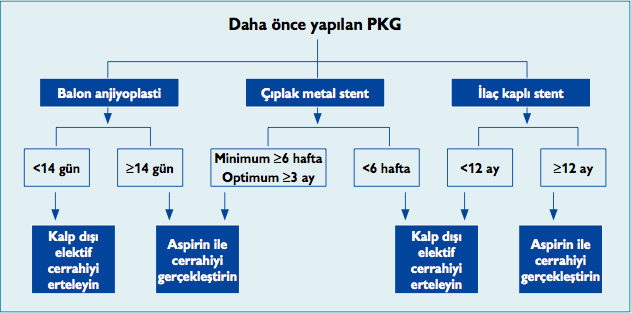 Daha önce yapılan PKG
Balon anjiyoplasti
Çıplak metal stent
İlaç kaplı stent
<14 gün
≥14 gün
Minimum ≥6 hafta
Optimum ≥3 ay
<6 hafta
<12 ay
≥12 ay
Kalp dışı
elektif
cerrahiyi
erteleyin
Aspirin ile
cerrahiyi
gerçekleştirin
Kalp dışı
elektif
cerrahiyi
erteleyin
Aspirin ile
cerrahiyi
gerçekleştirin